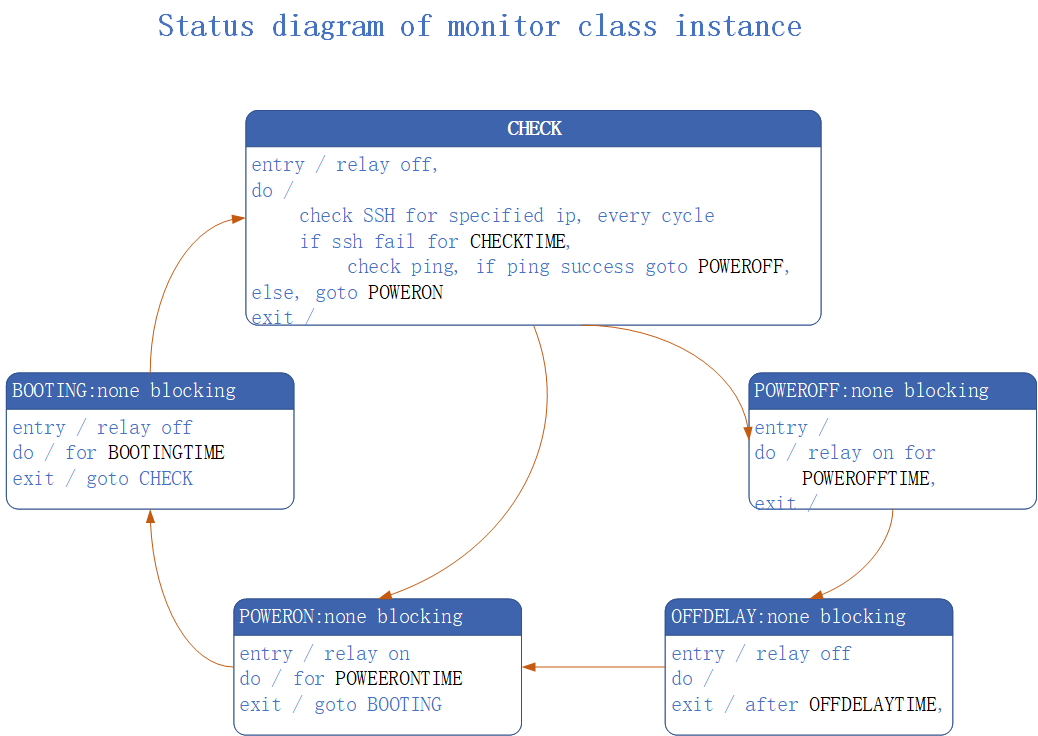 Status diagram of monitor class instance
CHECK
entry / relay off,
do /
check SSH for specified ip, every cycle
if ssh fail for CHECKTIME,
check ping, if ping success goto POWEROFF,
else, goto POWERON
exit /
BOOTING:none blocking
entry / relay off
do / for BOOTINGTIME
exit / goto CHECK
POWEROFF:none blocking
entry /
do / relay on for
POWEROFFTIME,
exit /
POWERON:none blocking
entry / relay on
do / for POWEERONTIME
exit / goto BOOTING
OFFDELAY:none blocking
entry / relay off
do /
exit / after OFFDELAYTIME,